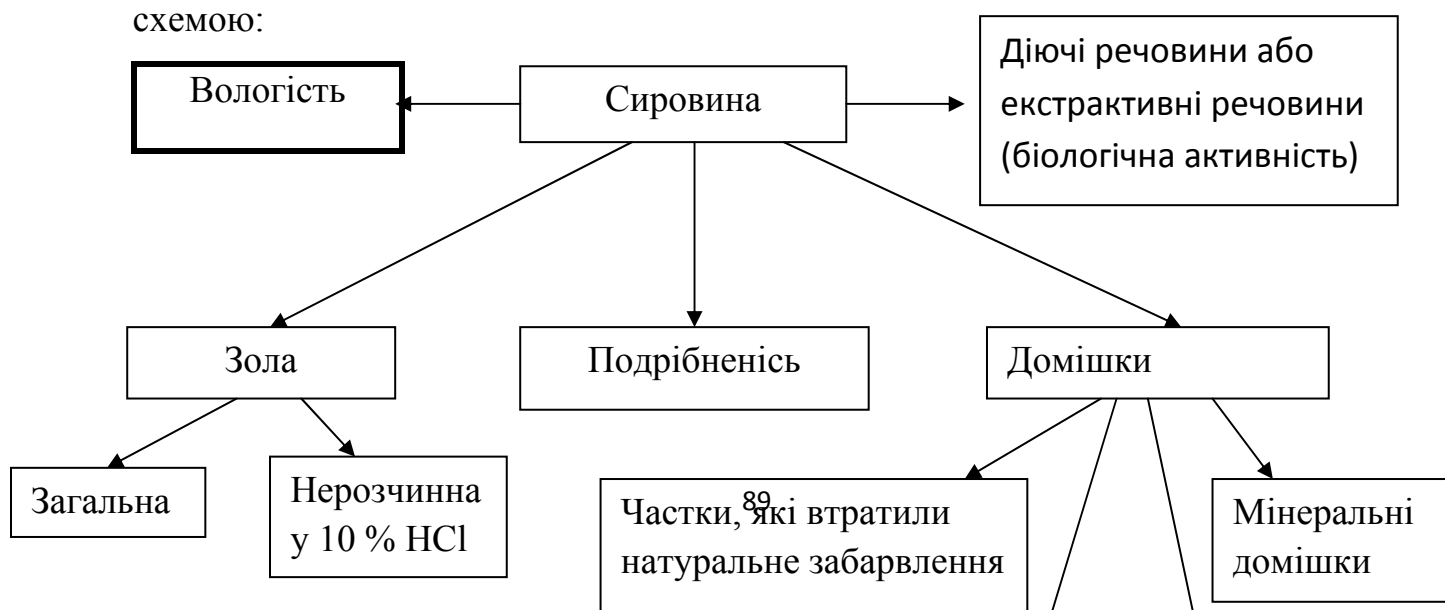 схемою:
Вологість
Сировина
Діючі речовини або
екстрактивні речовини
(біологічна активність)
Зола
Подрібненісь
Домішки
Загальна
Нерозчинна
у 10 % HCl
Частки, які втратили
натуральне забарвлення
89
Мінеральні
домішки